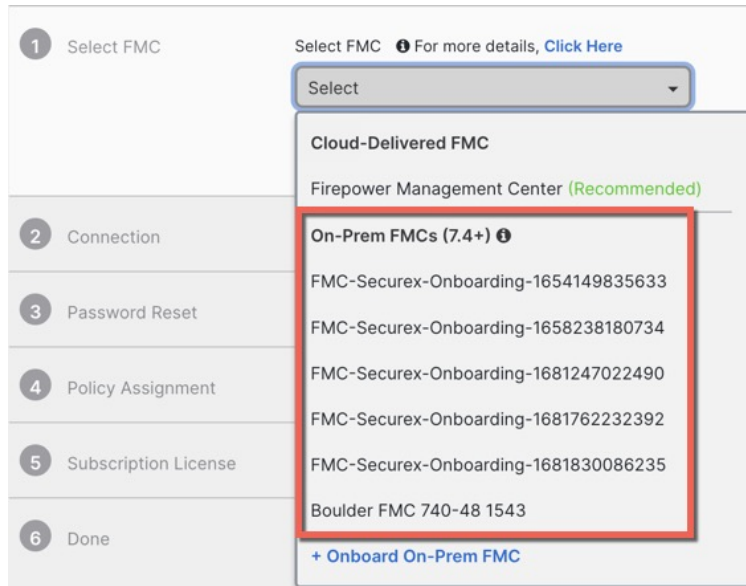 1 Select FMC
Select FMC For more details, Click Here
Select
Cloud-Delivered FMC
Firepower Management Center (Recommended)
On-Prem FMCs (7.4+)
FMC-Securex-Onboarding-1654149835633
FMC-Securex-Onboarding-1658238180734
FMC-Securex-Onboarding-1681247022490
FMC-Securex-Onboarding-1681762232392
FMC-Securex-Onboarding-1681830086235
Boulder FMC 740-48 1543
+ Onboard On-Prem FMC
2 Connection
3 Password Reset
4 Policy Assignment
5 Subscription License
6 Done